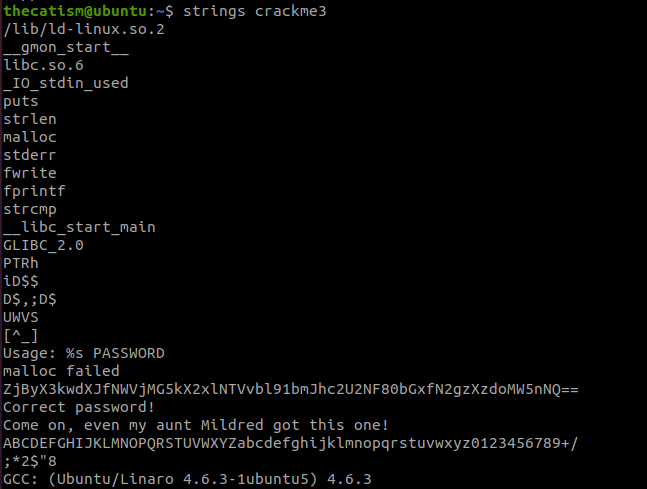 thecatism@ubuntu:~$ strings crackme3
/lib/ld-linux.so.2
__gmon_start__
libc.so.6
_IO_stdin_used
puts
strlen
malloc
stderr
fwrite
fprintf
strcmp
__libc_start_main
GLIBC_2.0
PTRh
iD$$
D$,;D$
UWVS
[^_]
Usage: %s PASSWORD
malloc failed
ZjByX3kwdXJfNWVjMG5kX2xlNTVvbl91bmJhc2U2NF80bGxfN2gzXzdoMW5nNQ==
Correct password!
Come on, even my aunt Mildred got this one!
ABCDEFGHIJKLMNOPQRSTUVWXYZabcdefghijklmnopqrstuvwxyz0123456789+/
;*2$"8
GCC: (Ubuntu/Linaro 4.6.3-1ubuntu5) 4.6.3